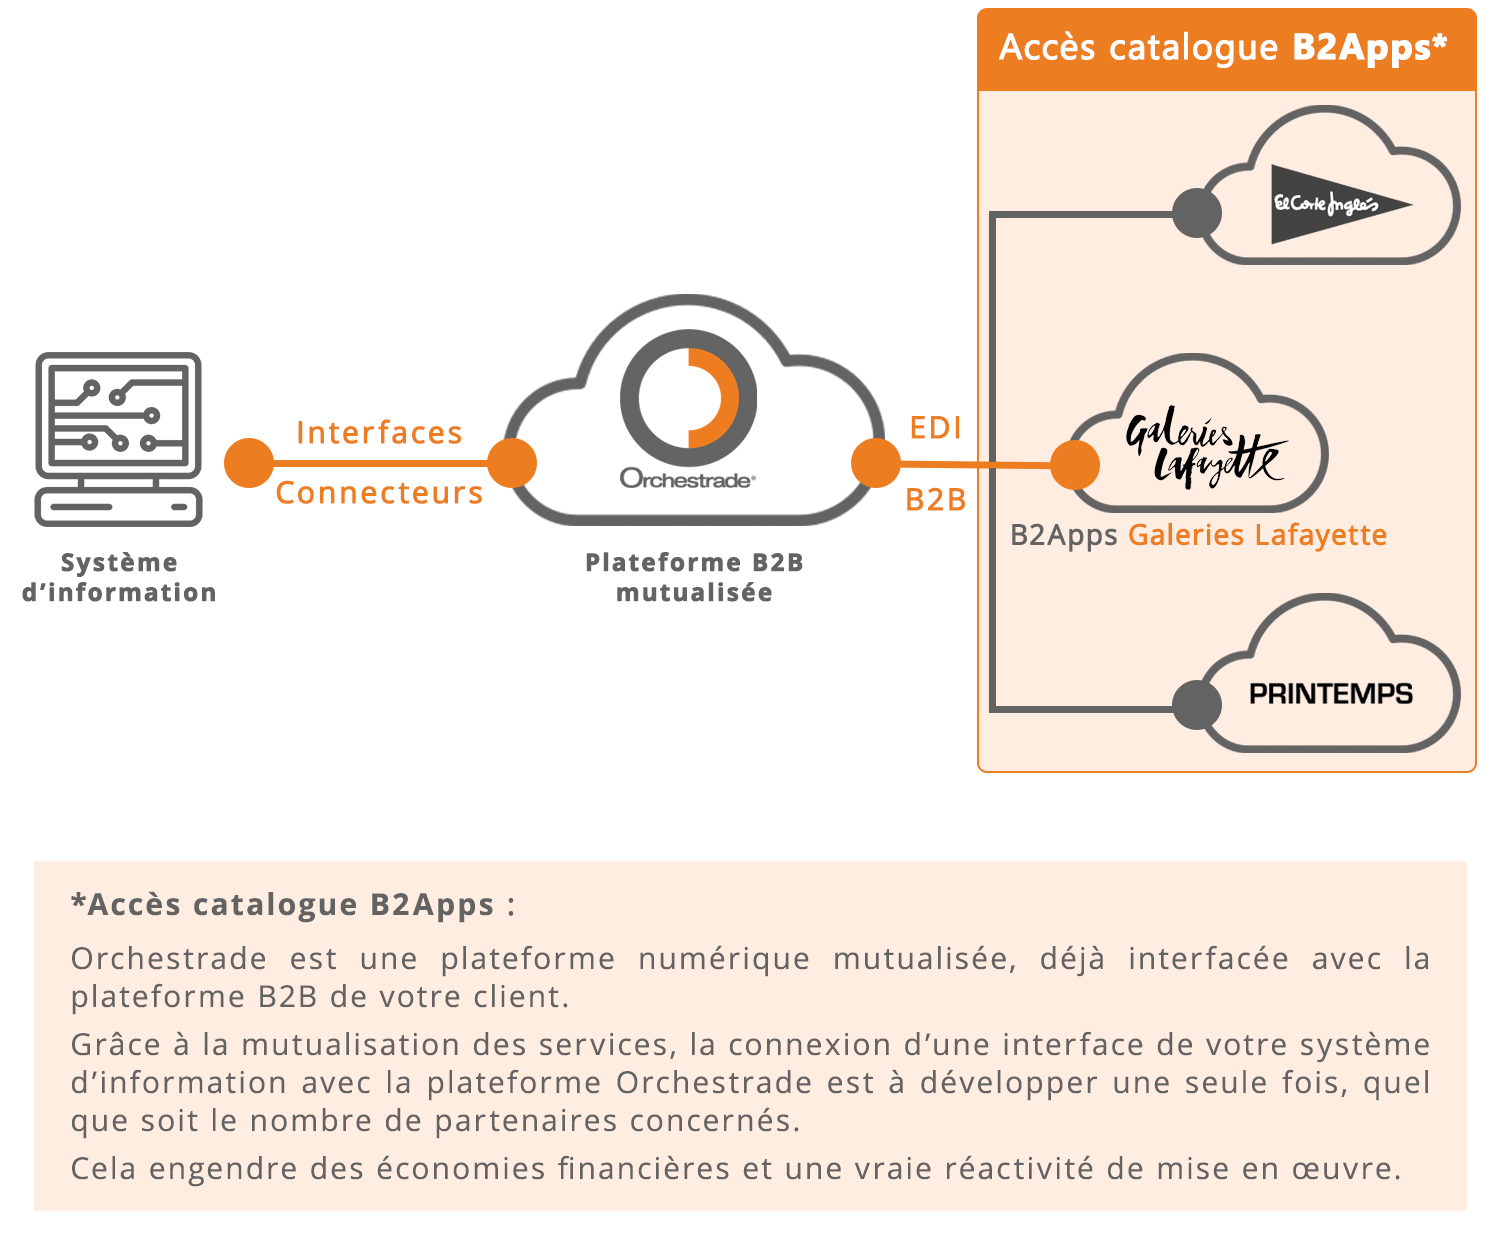 Accès catalogue B2Apps*
El Corte Inglés
Interfaces
Connecteurs
Orchestrade®
EDI
B2B
Galeries
Lafayette
B2Apps Galeries Lafayette
Système
d’information
Plateforme B2B
mutualisée
PRINTEMPS
*Accès catalogue B2Apps :
Orchestrade est une plateforme numérique mutualisée, déjà interfacée avec la
plateforme B2B de votre client.
Grâce à la mutualisation des services, la connexion d’une interface de votre système
d’information avec la plateforme Orchestrade est à développer une seule fois, quel
que soit le nombre de partenaires concernés.
Cela engendre des économies financières et une vraie réactivité de mise en œuvre.